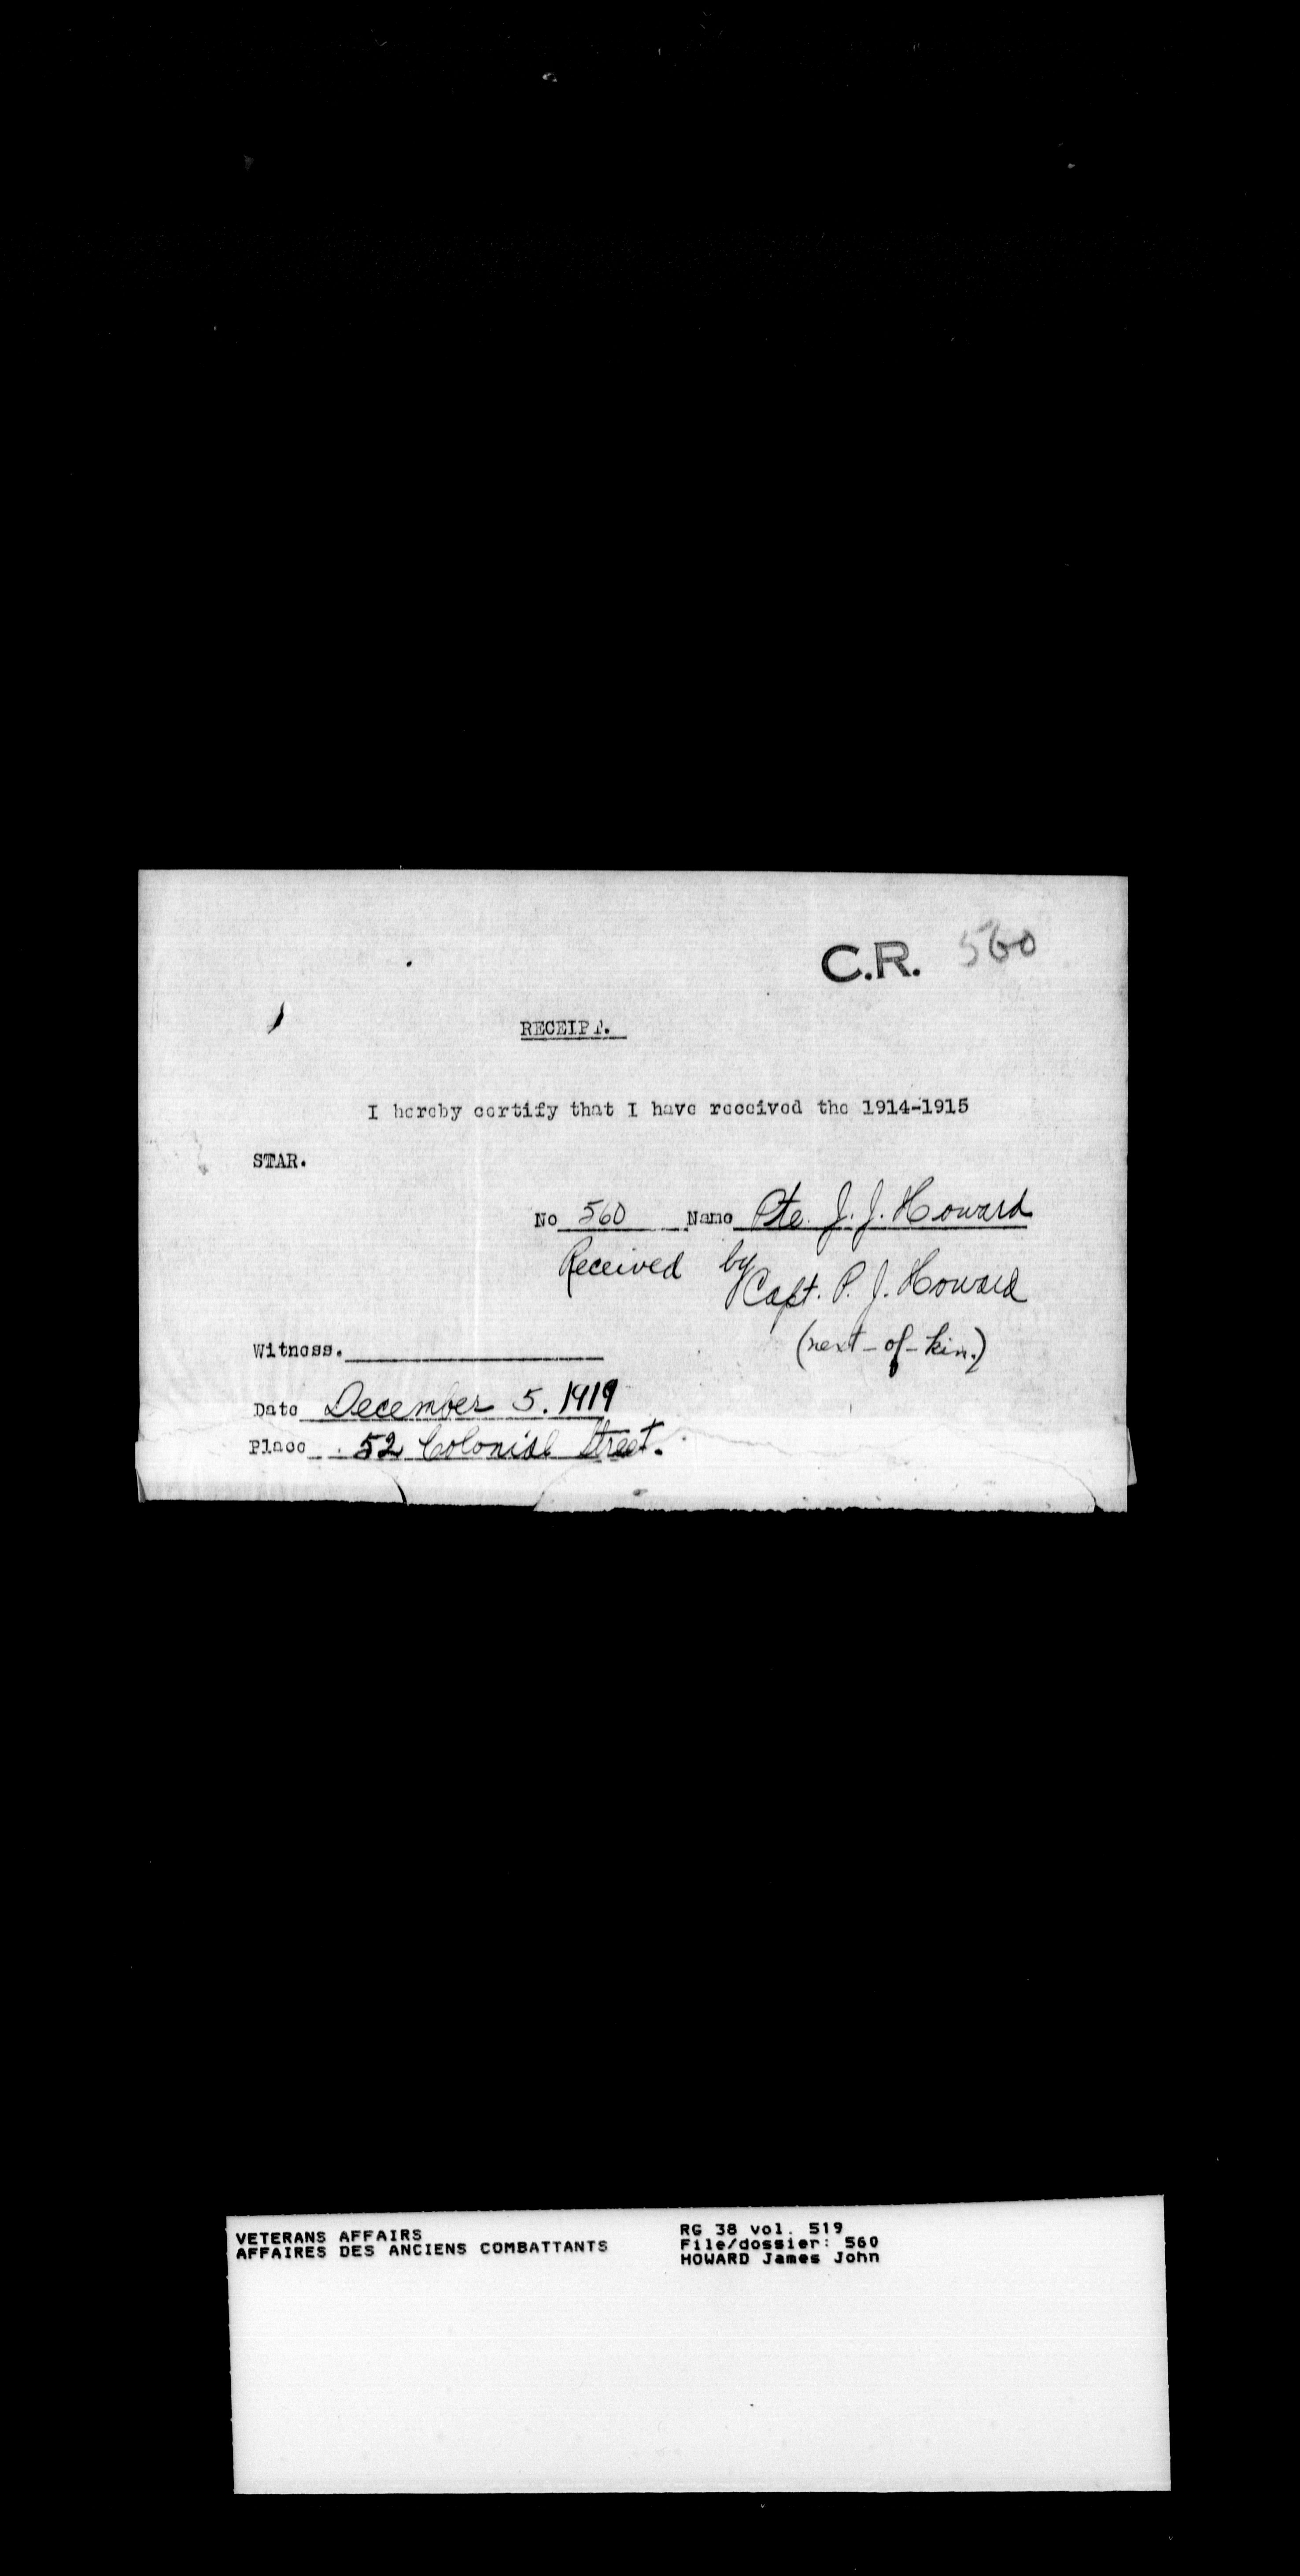 C.R. 560
RECEIPT.
I hereby certify that I have received the 1914-1915
STAR.
No 560 Name Pte. J. J. Howard
Received by
Capt. P. J. Howard
(next-of-kin.)
Witness.
Date December 5. 1919
Place 52 Colonial Street.
VETERANS AFFAIRS
AFFAIRES DES ANCIENS COMBATTANTS
RG 38 Vol. 519
File/dossier: 560
HOWARD James John